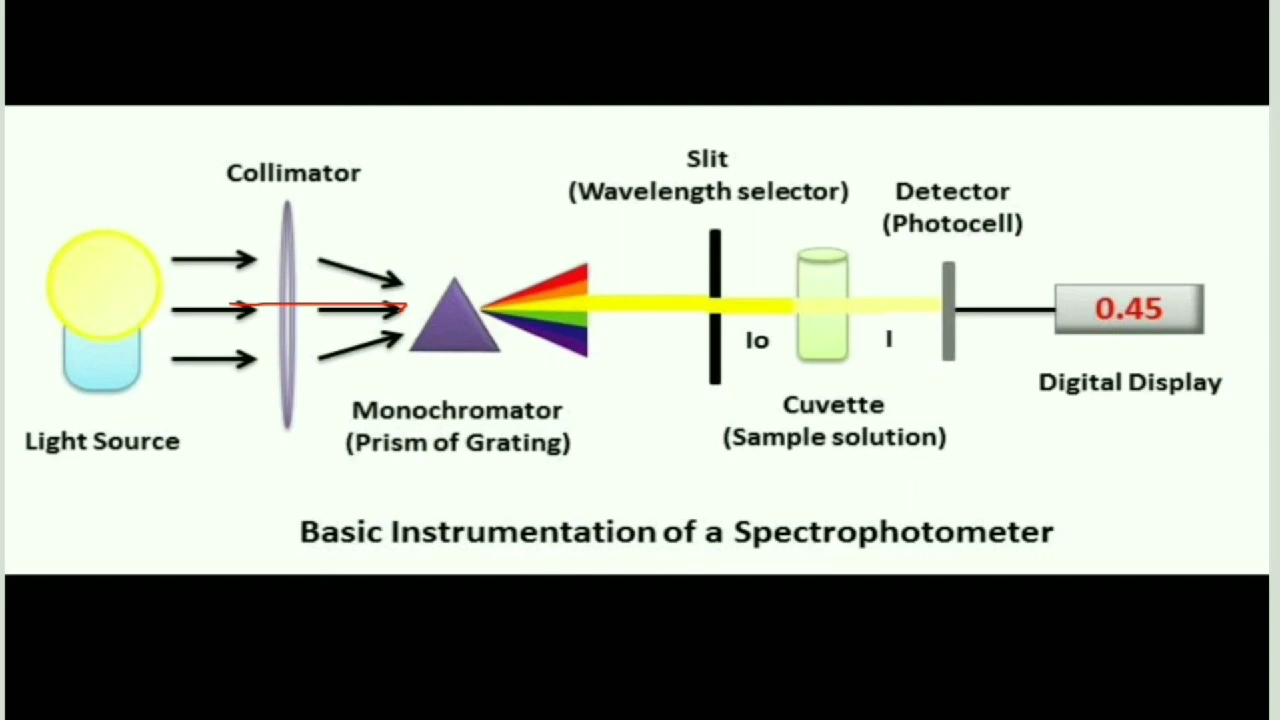 Collimator
Slit
(Wavelength selector)
Detector
(Photocell)
Io
I
0.45
Digital Display
Cuvette
(Sample solution)
Monochromator
(Prism of Grating)
Light Source
Basic Instrumentation of a Spectrophotometer